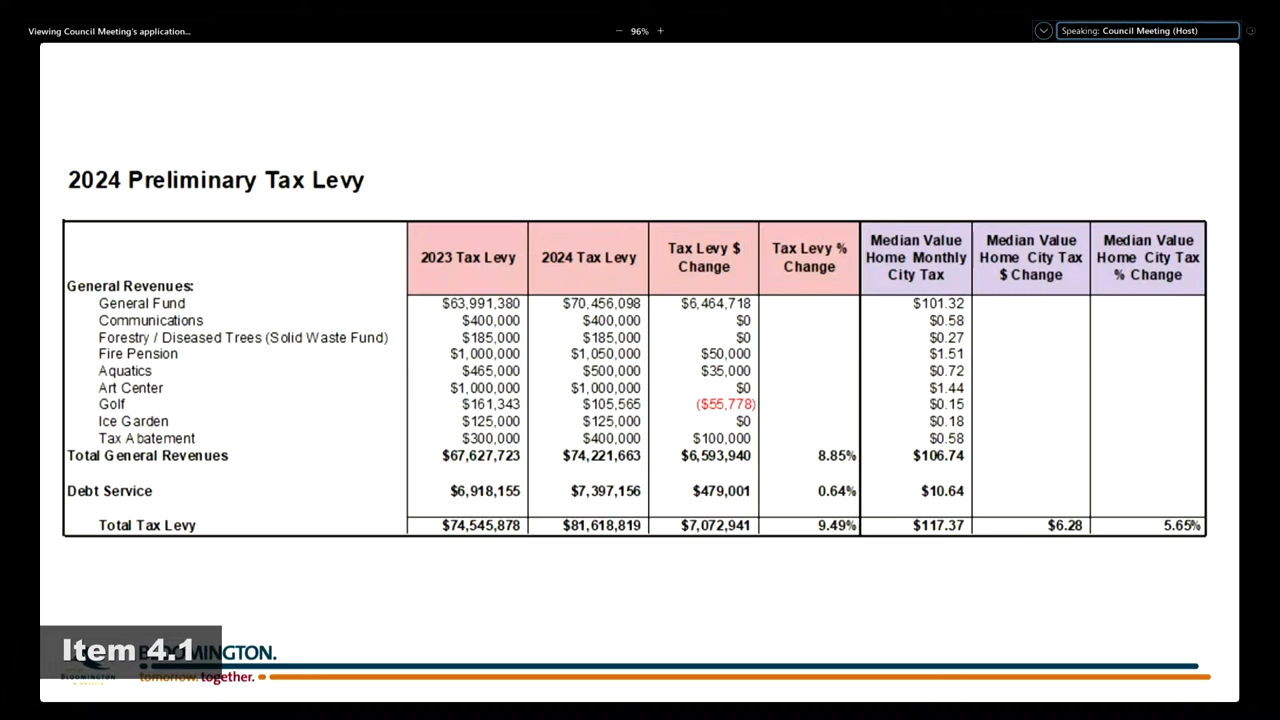 Viewing Council Meeting's application...
96%
Speaking: Council Meeting (Host)
2024 Preliminary Tax Levy
2023 Tax Levy 2024 Tax Levy Tax Levy $ Change Tax Levy % Change Median Value Home Monthly City Tax Median Value Home City Tax $ Change Median Value Home City Tax % Change
General Revenues:
General Fund $63,991,380 $70,456,098 $6,464,718 $101.32
Communications $400,000 $400,000 $0 $0.58
Forestry / Diseased Trees (Solid Waste Fund) $185,000 $185,000 $0 $0.27
Fire Pension $1,000,000 $1,050,000 $50,000 $1.51
Aquatics $465,000 $500,000 $35,000 $0.72
Art Center $1,000,000 $1,000,000 $0 $1.44
Golf $161,343 $105,565 ($55,778) $0.15
Ice Garden $125,000 $125,000 $0 $0.18
Tax Abatement $300,000 $400,000 $100,000 $0.58
Total General Revenues $67,627,723 $74,221,663 $6,593,940 8.85% $106.74
Debt Service $6,918,155 $7,397,156 $479,001 0.64% $10.64
Total Tax Levy $74,545,878 $81,618,819 $7,072,941 9.49% $117.37 $6.28 5.65%
Item 4.1
BLOOMINGTON.
tomorrow. together.
BLOOMINGTON